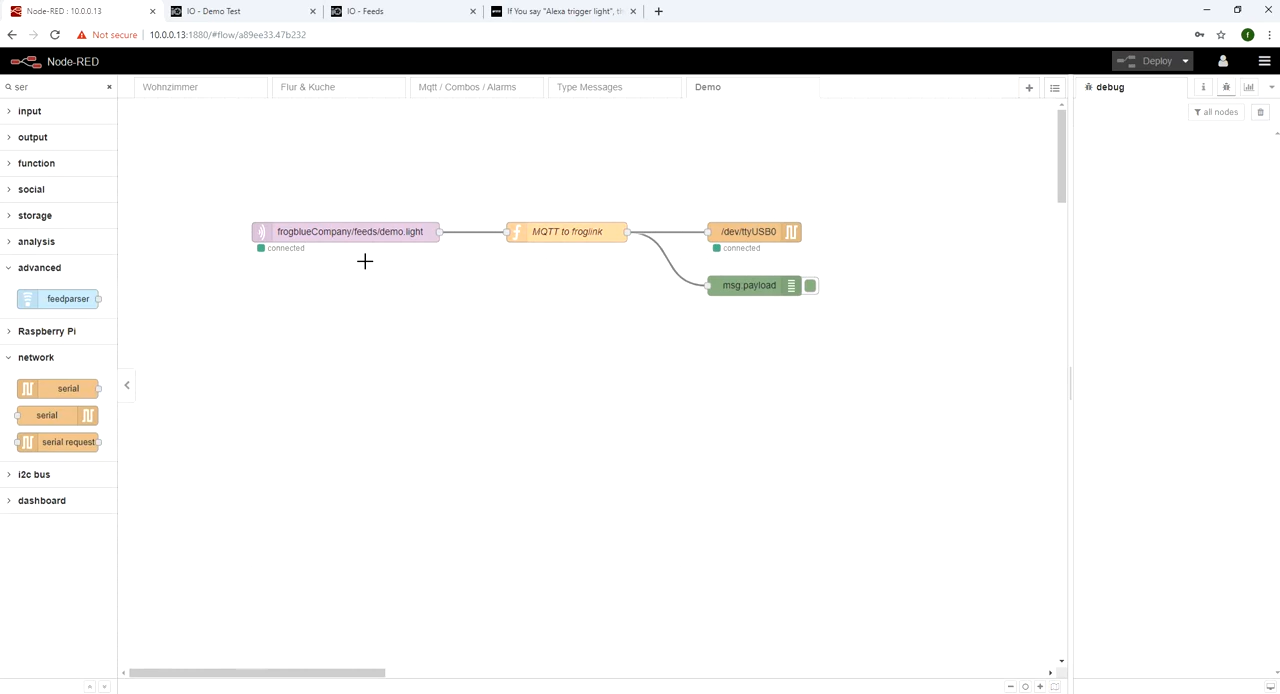 Node-RED : 10.0.0.13
IO - Demo Test
IO - Feeds
If You say "Alexa trigger light", th
Not secure
10.0.0.13:1880/#flow/a89ee33.47b232
f
Node-RED
Deploy
ser
Wohnzimmer
Flur & Kuche
Mqtt / Combos / Alarms
Type Messages
Demo
debug
i
all nodes
input
output
function
social
storage
analysis
advanced
feedparser
Raspberry Pi
network
serial
serial
serial request
i2c bus
dashboard
frogblueCompany/feeds/demo.light
connected
MQTT to froglink
/dev/ttyUSB0
connected
msg.payload